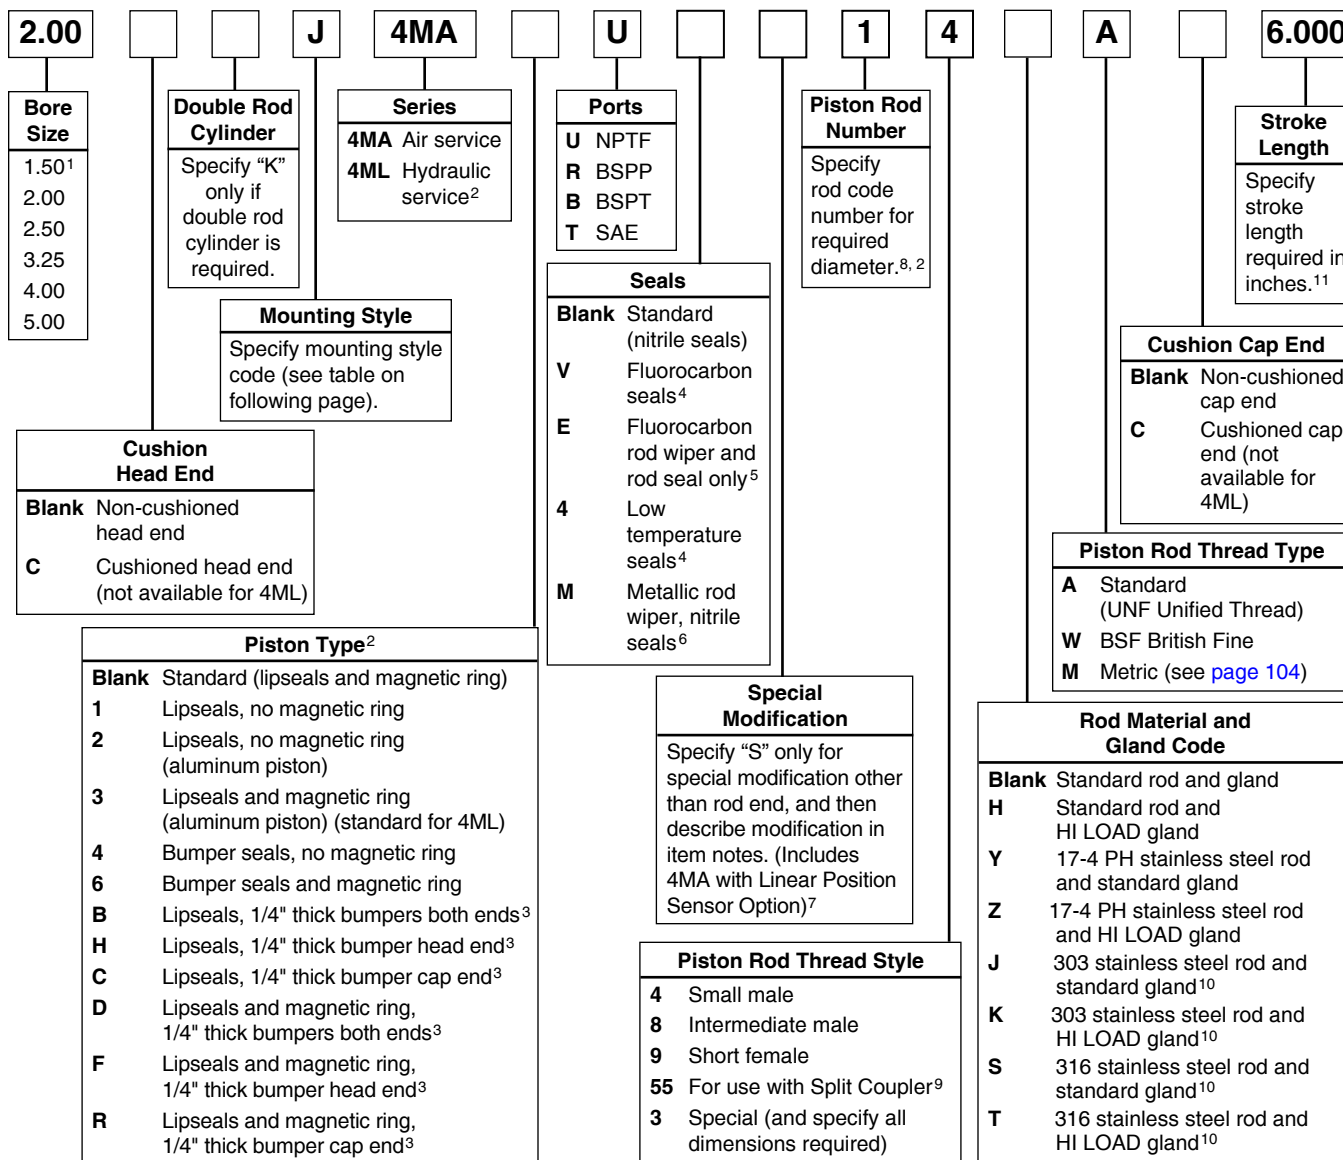 2.00 J 4MA U 1 4 A 6.000
Bore
Size
1.50¹
2.00
2.50
3.25
4.00
5.00
Double Rod
Cylinder
Specify “K”
only if
double rod
cylinder is
required.
Series
4MA Air service
4ML Hydraulic
service²
Ports
U NPTF
R BSPP
B BSPT
T SAE
Piston Rod
Number
Specify
rod code
number for
required
diameter.⁸, ²
Stroke
Length
Specify
stroke
length
required in
inches.¹¹
Mounting Style
Specify mounting style
code (see table on
following page).
Seals
Blank Standard
(nitrile seals)
V Fluorocarbon
seals⁴
E Fluorocarbon
rod wiper and
rod seal only⁵
4 Low
temperature
seals⁴
M Metallic rod
wiper, nitrile
seals⁶
Cushion Cap End
Blank Non-cushioned
cap end
C Cushioned cap
end (not
available for
4ML)
Cushion
Head End
Blank Non-cushioned
head end
C Cushioned head end
(not available for 4ML)
Piston Rod Thread Type
A Standard
(UNF Unified Thread)
W BSF British Fine
M Metric (see page 104)
Piston Type²
Blank Standard (lipseals and magnetic ring)
1 Lipseals, no magnetic ring
2 Lipseals, no magnetic ring
(aluminum piston)
3 Lipseals and magnetic ring
(aluminum piston) (standard for 4ML)
4 Bumper seals, no magnetic ring
6 Bumper seals and magnetic ring
B Lipseals, 1/4" thick bumpers both ends³
H Lipseals, 1/4" thick bumper head end³
C Lipseals, 1/4" thick bumper cap end³
D Lipseals and magnetic ring,
1/4" thick bumpers both ends³
F Lipseals and magnetic ring,
1/4" thick bumper head end³
R Lipseals and magnetic ring,
1/4" thick bumper cap end³
Special
Modification
Specify “S” only for
special modification other
than rod end, and then
describe modification in
item notes. (Includes
4MA with Linear Position
Sensor Option)⁷
Piston Rod Thread Style
4 Small male
8 Intermediate male
9 Short female
55 For use with Split Coupler⁹
3 Special (and specify all
dimensions required)
Rod Material and
Gland Code
Blank Standard rod and gland
H Standard rod and
HI LOAD gland
Y 17-4 PH stainless steel rod
and standard gland
Z 17-4 PH stainless steel rod
and HI LOAD gland
J 303 stainless steel rod and
standard gland¹⁰
K 303 stainless steel rod and
HI LOAD gland¹⁰
S 316 stainless steel rod and
standard gland¹⁰
T 316 stainless steel rod and
HI LOAD gland¹⁰